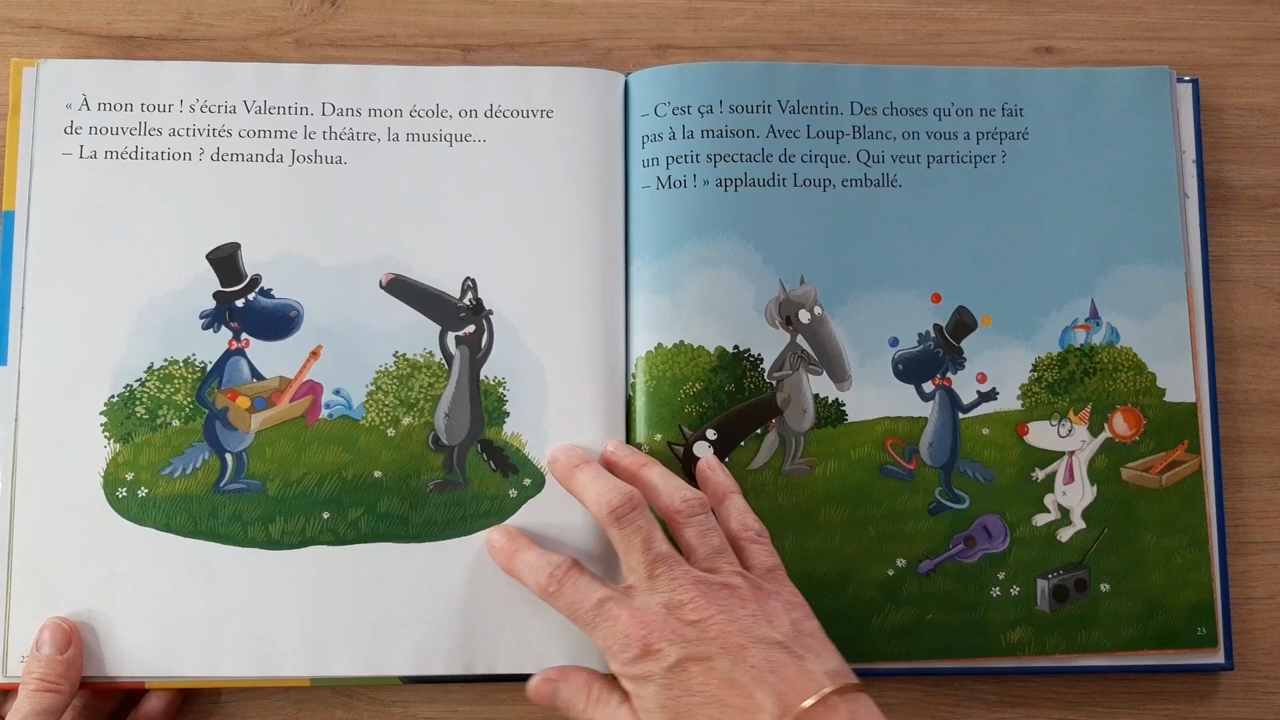 « À mon tour ! s'écria Valentin. Dans mon école, on découvre
de nouvelles activités comme le théâtre, la musique...
– La méditation ? demanda Joshua.
– C'est ça ! sourit Valentin. Des choses qu'on ne fait
pas à la maison. Avec Loup-Blanc, on vous a préparé
un petit spectacle de cirque. Qui veut participer ?
– Moi ! » applaudit Loup, emballé.
23